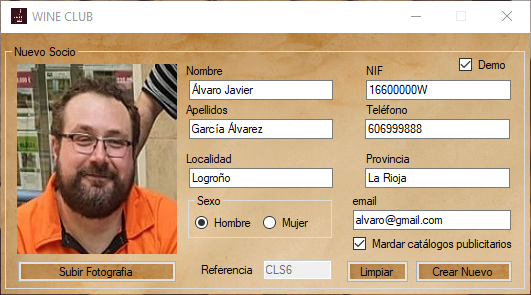 WINE CLUB
Nuevo Socio
Demo
Nombre
NIF
Álvaro Javier
16600000W
Apellidos
Teléfono
García Álvarez
606999888
Localidad
Provincia
Logroño
La Rioja
Sexo
email
Hombre
Mujer
alvaro@gmail.com
Mardar catálogos publicitarios
Subir Fotografia
Referencia
CLS6
Limpiar
Crear Nuevo